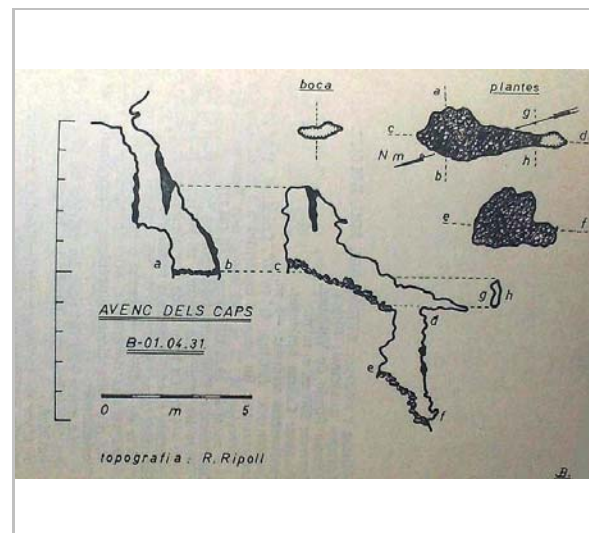 boca
plantes
a
g
c
d
N m
b
h
e
f
a
b
c
g
h
d
e
f
AVENC DELS CAPS
B-01.04.31.
0 m 5
topografia: R. Ripoll
B.